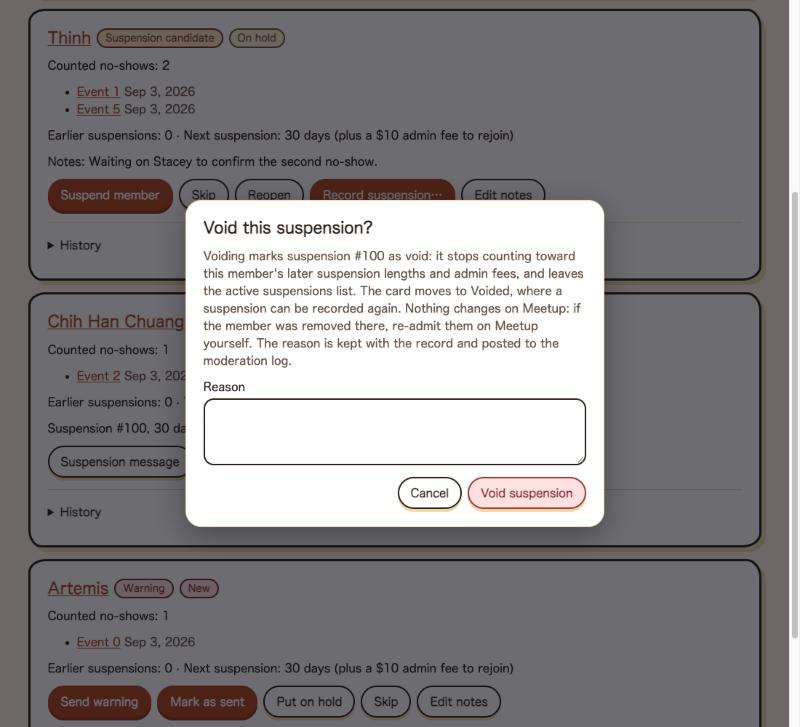 Thinh Suspension candidate On hold
Counted no-shows: 2
• Event 1 Sep 3, 2026
• Event 5 Sep 3, 2026
Earlier suspensions: 0 · Next suspension: 30 days (plus a $10 admin fee to rejoin)
Notes: Waiting on Stacey to confirm the second no-show.
Suspend member Skip Reopen Record suspension... Edit notes
▶ History
Void this suspension?
Voiding marks suspension #100 as void: it stops counting toward
this member's later suspension lengths and admin fees, and leaves
the active suspensions list. The card moves to Voided, where a
suspension can be recorded again. Nothing changes on Meetup: if
the member was removed there, re-admit them on Meetup
yourself. The reason is kept with the record and posted to the
moderation log.
Reason
Cancel Void suspension
Chih Han Chuang
Counted no-shows: 1
• Event 2 Sep 3, 202
Earlier suspensions: 0 ·
Suspension #100, 30 da
Suspension message
▶ History
Artemis Warning New
Counted no-shows: 1
• Event 0 Sep 3, 2026
Earlier suspensions: 0 · Next suspension: 30 days (plus a $10 admin fee to rejoin)
Send warning Mark as sent Put on hold Skip Edit notes